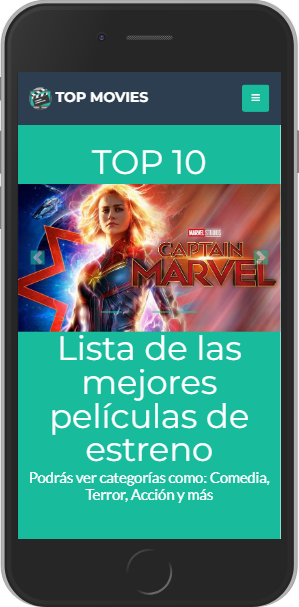 TOP MOVIES
TOP 10
MARVEL STUDIOS
CAPTAIN
MARVEL
Lista de las
mejores
películas de
estreno
Podrás ver categorías como: Comedia,
Terror, Acción y más